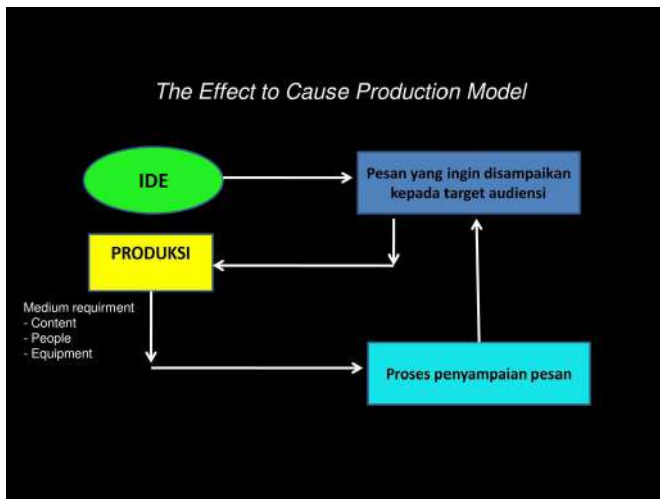 The Effect to Cause Production Model
IDE
Pesan yang ingin disampaikan
kepada target audiensi
PRODUKSI
Medium requirment
- Content
- People
- Equipment
Proses penyampaian pesan